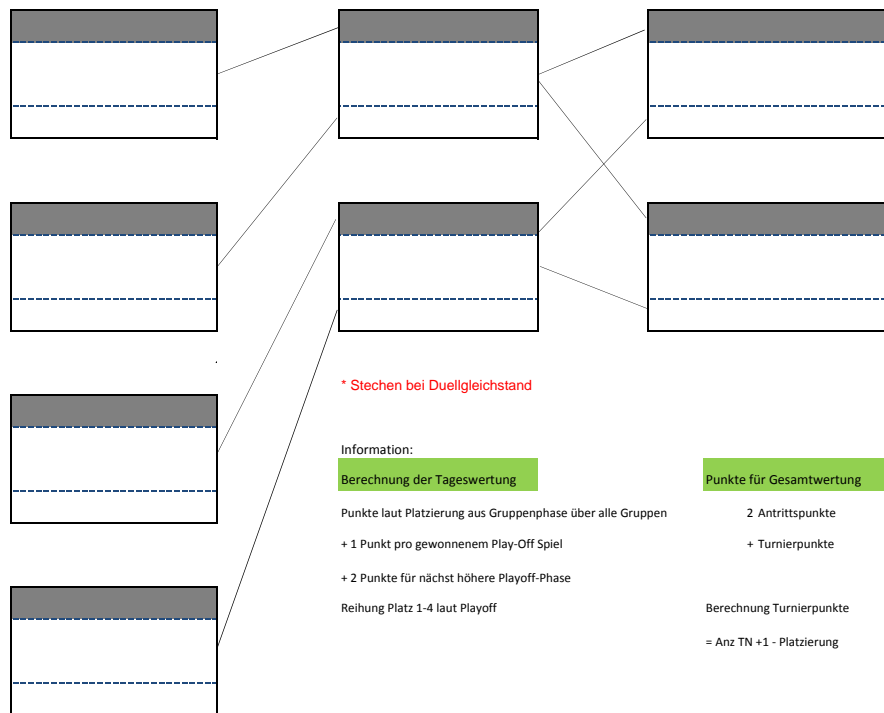 * Stechen bei Duellgleichstand
Information:
Berechnung der Tageswertung
Punkte laut Platzierung aus Gruppenphase über alle Gruppen
+ 1 Punkt pro gewonnenem Play-Off Spiel
+ 2 Punkte für nächst höhere Playoff-Phase
Reihung Platz 1-4 laut Playoff
Punkte für Gesamtwertung
2 Antrittspunkte
+ Turnierpunkte
Berechnung Turnierpunkte
= Anz TN +1 - Platzierung